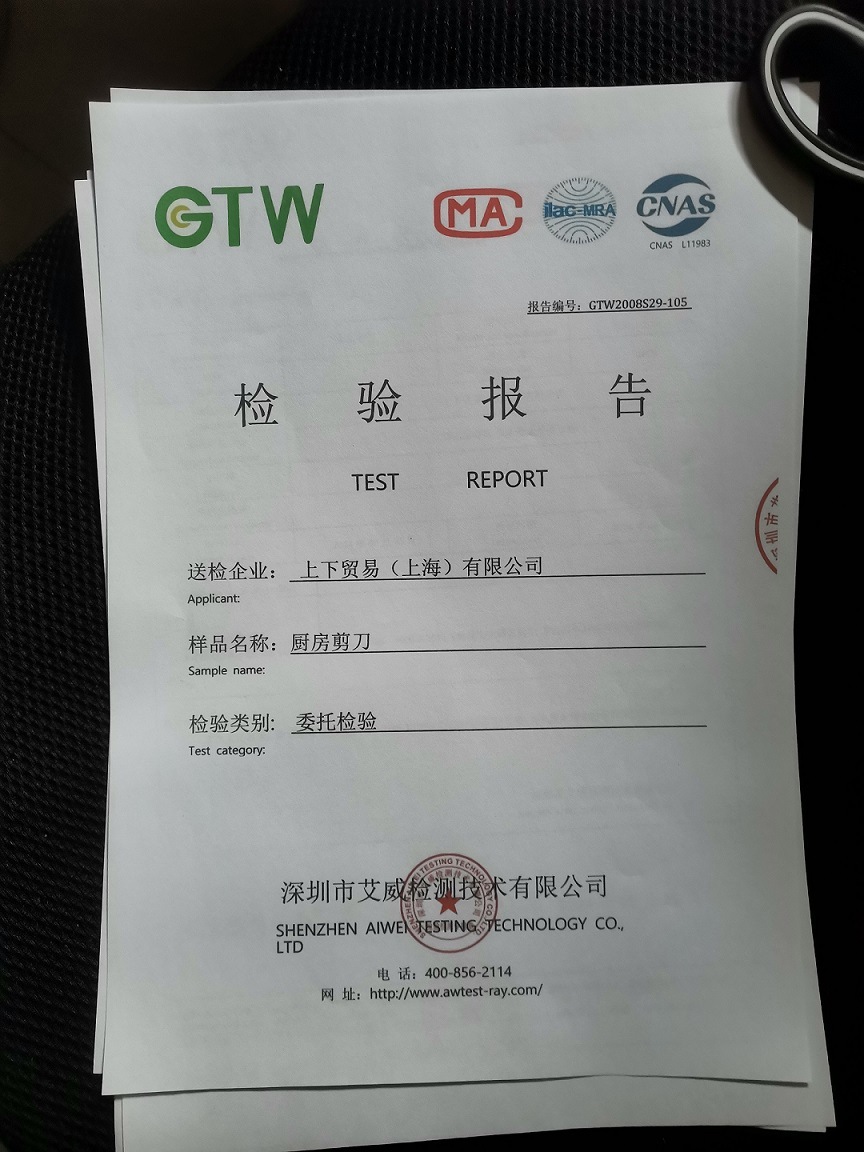 GTW
MA
ilac-MRA
CNAS
CNAS L11983
报告编号：GTW2008S29-105
检验报告
TEST REPORT
送检企业：上下贸易（上海）有限公司
Applicant:
样品名称：厨房剪刀
Sample name:
检验类别：委托检验
Test category:
深圳市艾威检测技术有限公司
SHENZHEN AIWEI TESTING TECHNOLOGY CO.,
LTD
电 话：400-856-2114
网 址：http://www.awtest-ray.com/